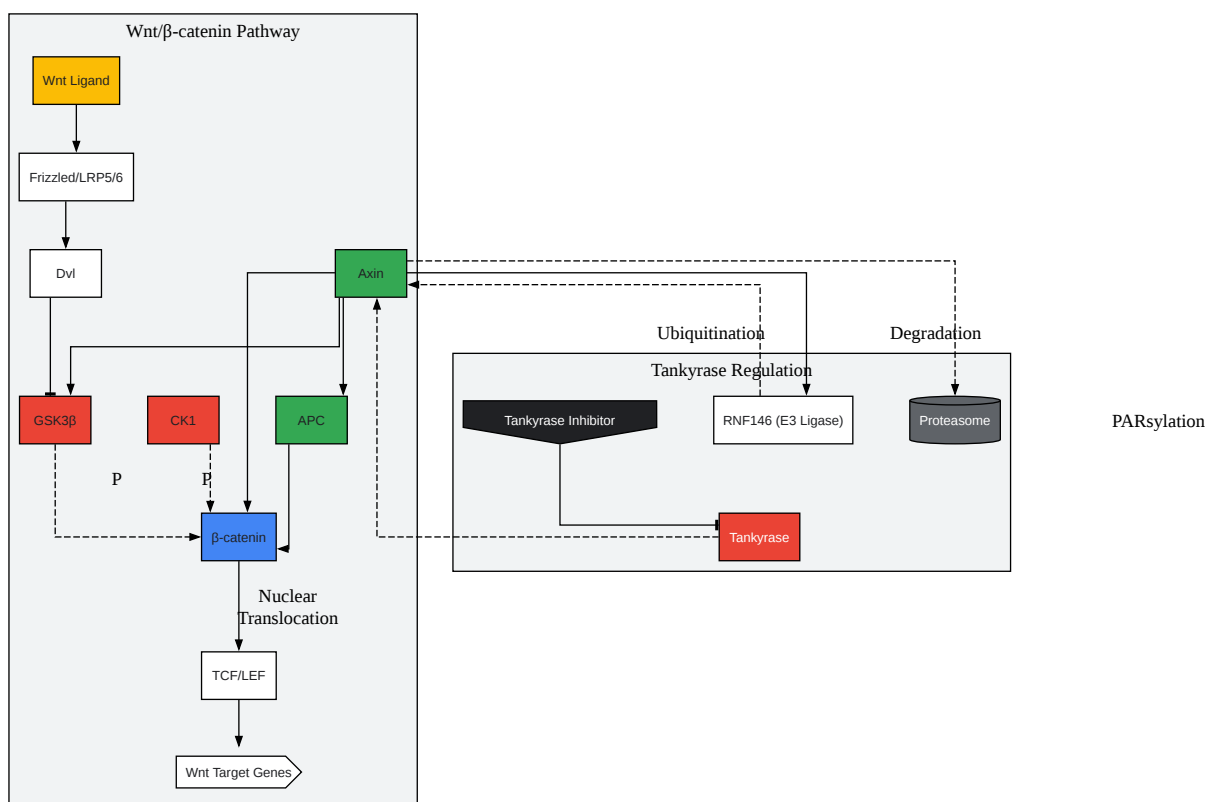 Wnt/β-catenin Pathway
Wnt Ligand
Frizzled/LRP5/6
Dvl
Axin
Ubiquitination
Degradation
Tankyrase Regulation
GSK3β
CK1
APC
Tankyrase Inhibitor
RNF146 (E3 Ligase)
Proteasome
PARsylation
P
P
β-catenin
Tankyrase
Nuclear
Translocation
TCF/LEF
Wnt Target Genes